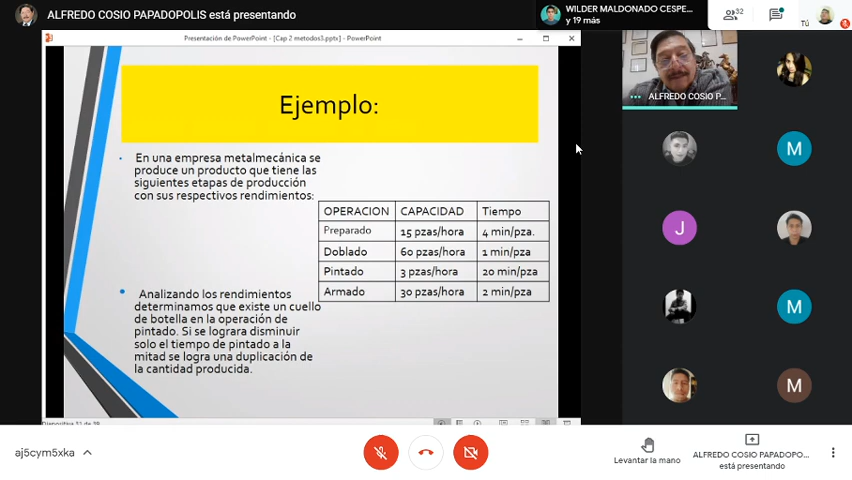 ALFREDO COSIO PAPADOPOLIS está presentando
WILDER MALDONADO CESPE...
y 19 más
32
Tú
Presentación de PowerPoint - [Cap 2 metodos3.pptx] - PowerPoint
Ejemplo:
En una empresa metalmecánica se
produce un producto que tiene las
siguientes etapas de producción
con sus respectivos rendimientos:
OPERACION CAPACIDAD Tiempo
Preparado 15 pzas/hora 4 min/pza.
Doblado 60 pzas/hora 1 min/pza
Pintado 3 pzas/hora 20 min/pza
Armado 30 pzas/hora 2 min/pza
Analizando los rendimientos
determinamos que existe un cuello
de botella en la operación de
pintado. Si se lograra disminuir
solo el tiempo de pintado a la
mitad se logra una duplicación de
la cantidad producida.
Diapositiva 31 de 39
ALFREDO COSIO P...
M
J
M
M
aj5cym5xka
Levantar la mano
ALFREDO COSIO PAPADOPO...
está presentando